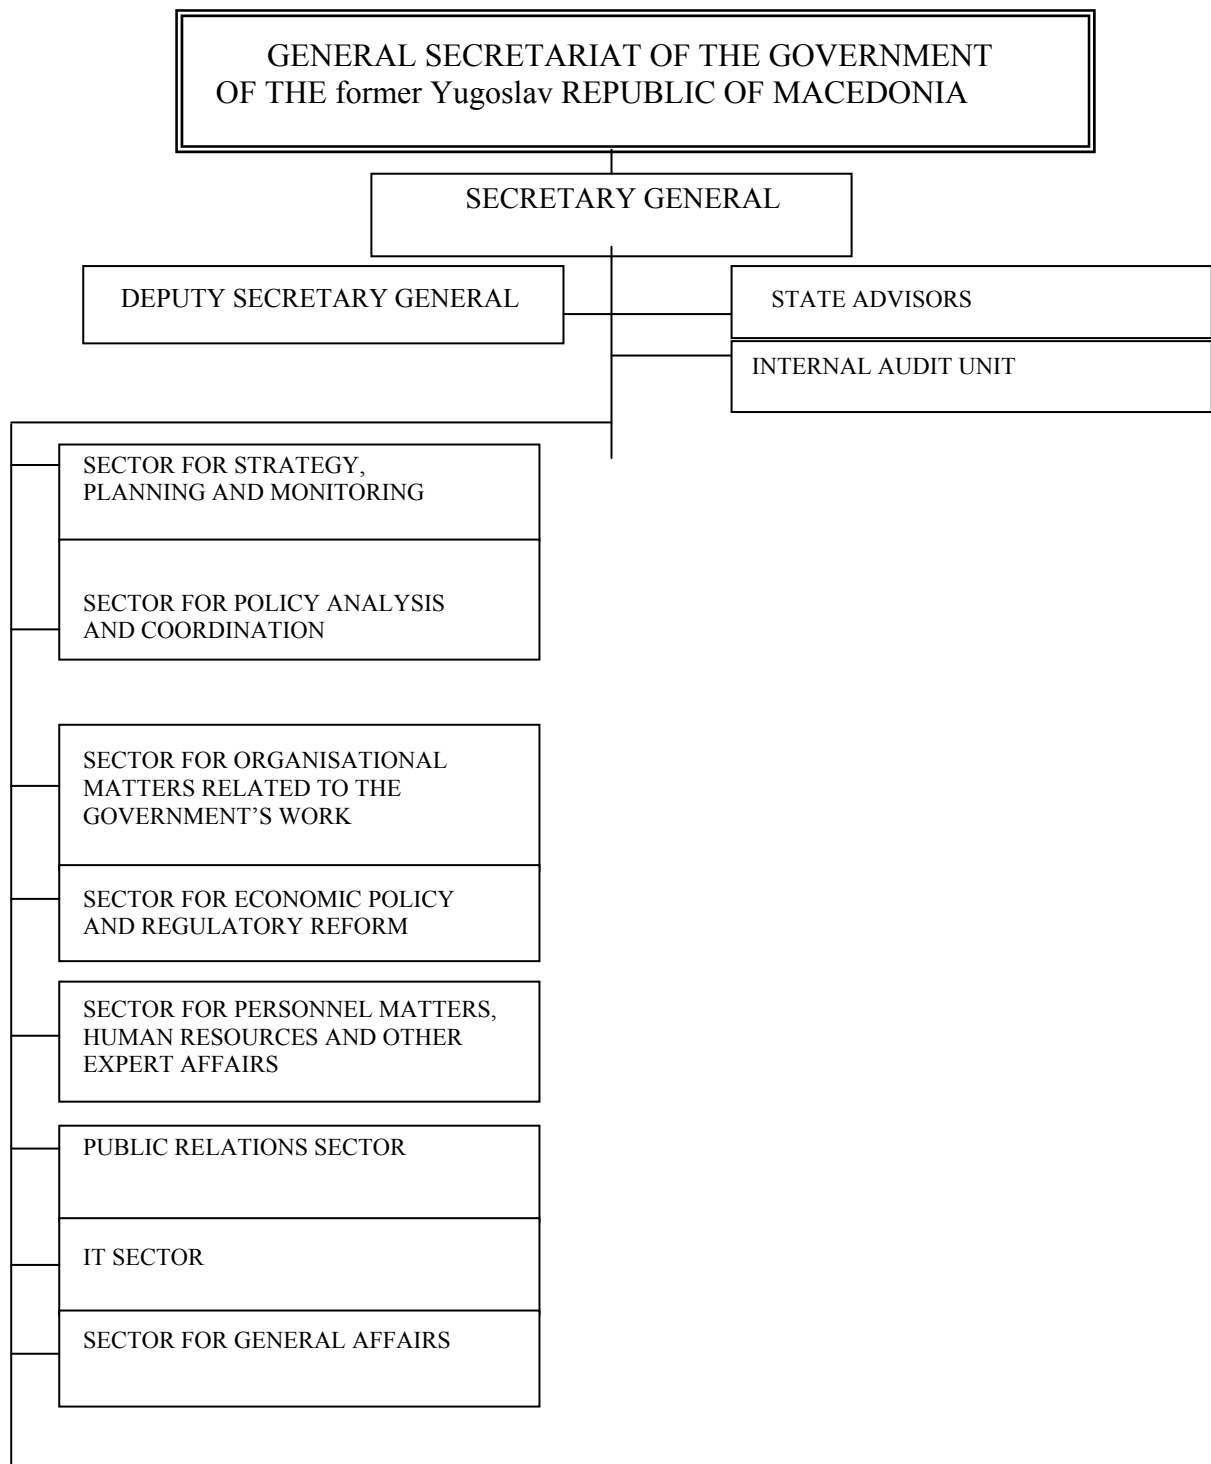 GENERAL SECRETARIAT OF THE GOVERNMENT
OF THE former Yugoslav REPUBLIC OF MACEDONIA
SECRETARY GENERAL
DEPUTY SECRETARY GENERAL
STATE ADVISORS
INTERNAL AUDIT UNIT
SECTOR FOR STRATEGY,
PLANNING AND MONITORING
SECTOR FOR POLICY ANALYSIS
AND COORDINATION
SECTOR FOR ORGANISATIONAL
MATTERS RELATED TO THE
GOVERNMENT’S WORK
SECTOR FOR ECONOMIC POLICY
AND REGULATORY REFORM
SECTOR FOR PERSONNEL MATTERS,
HUMAN RESOURCES AND OTHER
EXPERT AFFAIRS
PUBLIC RELATIONS SECTOR
IT SECTOR
SECTOR FOR GENERAL AFFAIRS